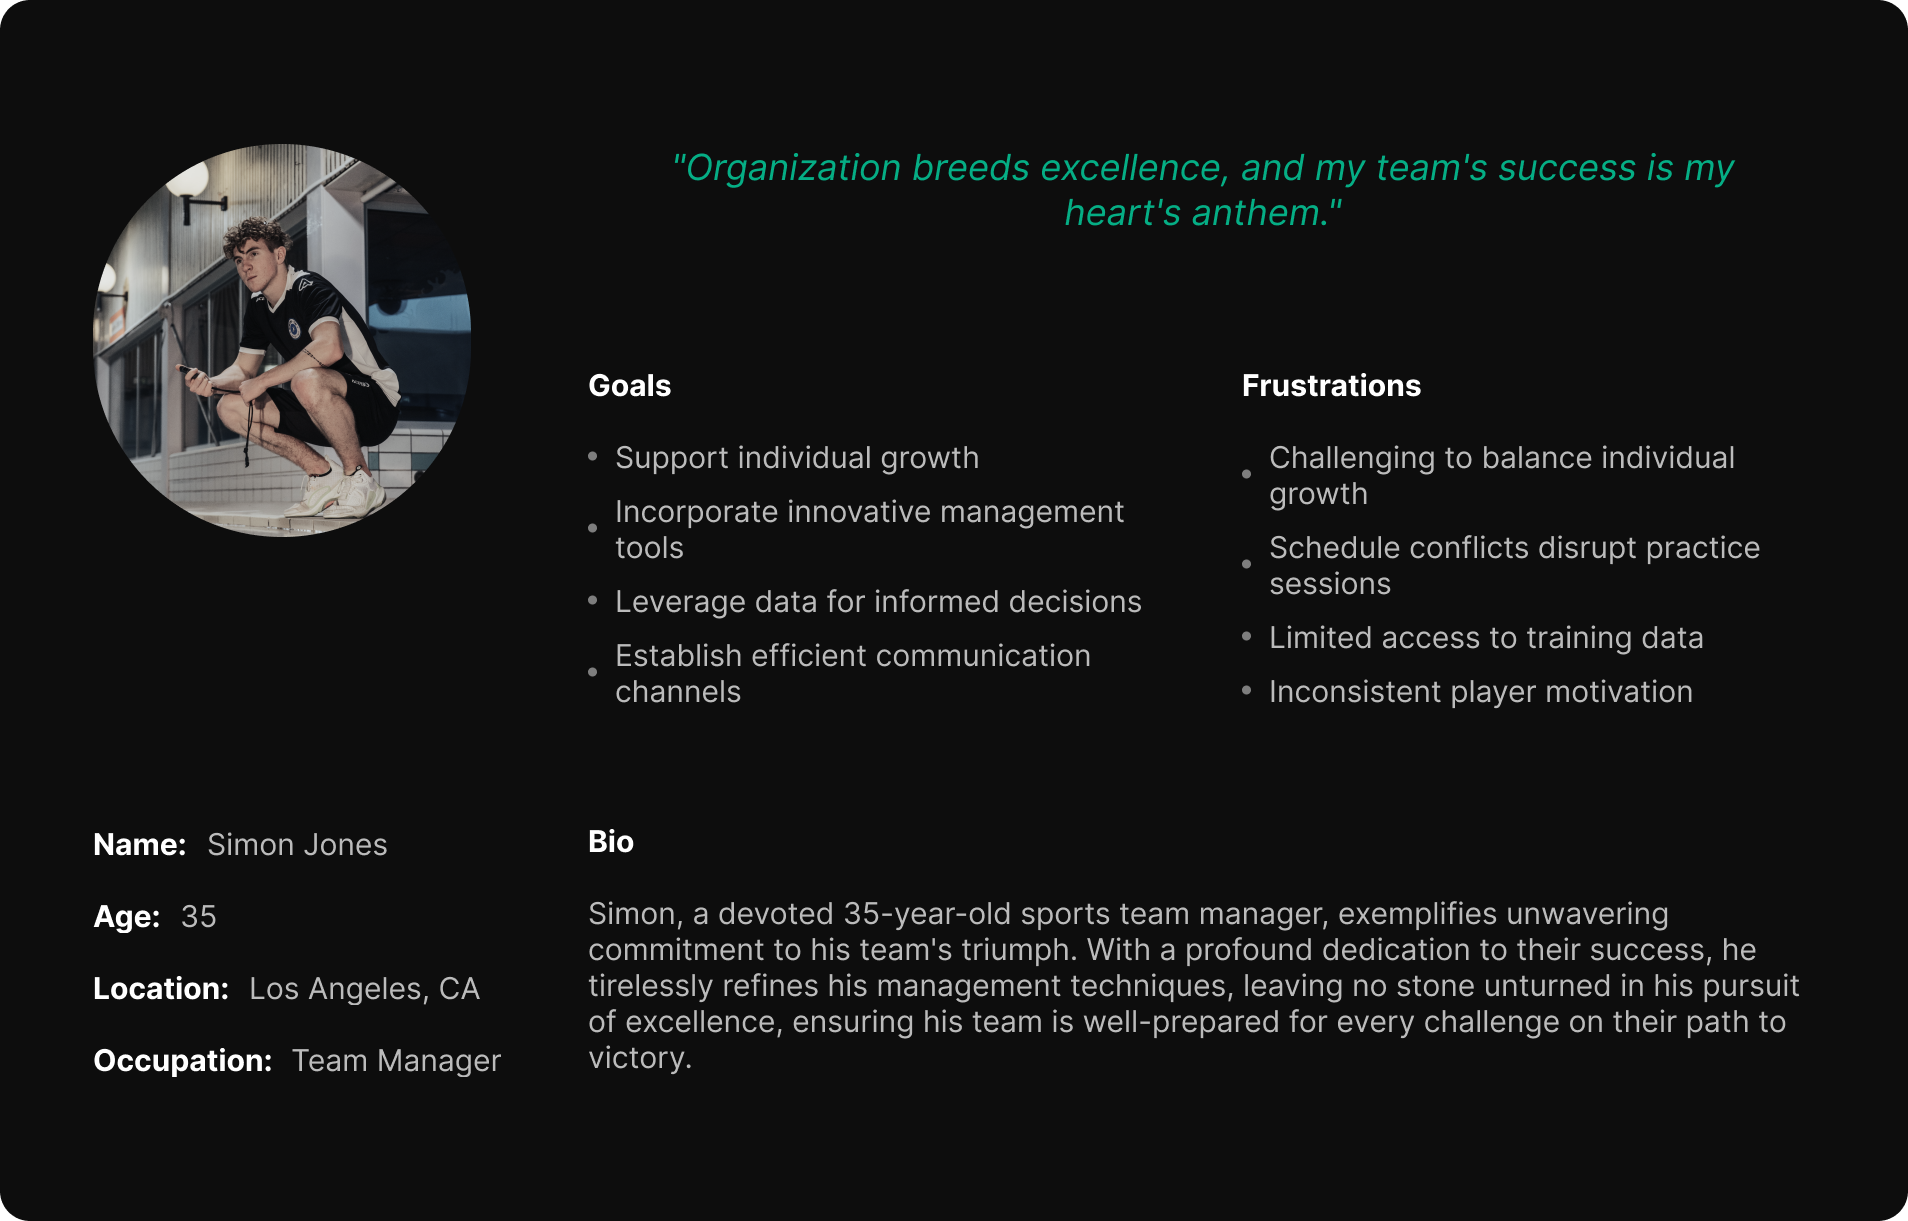 "Organization breeds excellence, and my team's success is my
heart's anthem."
Goals
Support individual growth
Incorporate innovative management
tools
Leverage data for informed decisions
Establish efficient communication
channels
Frustrations
Challenging to balance individual
growth
Schedule conflicts disrupt practice
sessions
Limited access to training data
Inconsistent player motivation
Name: Simon Jones
Age: 35
Location: Los Angeles, CA
Occupation: Team Manager
Bio
Simon, a devoted 35-year-old sports team manager, exemplifies unwavering
commitment to his team's triumph. With a profound dedication to their success, he
tirelessly refines his management techniques, leaving no stone unturned in his pursuit
of excellence, ensuring his team is well-prepared for every challenge on their path to
victory.